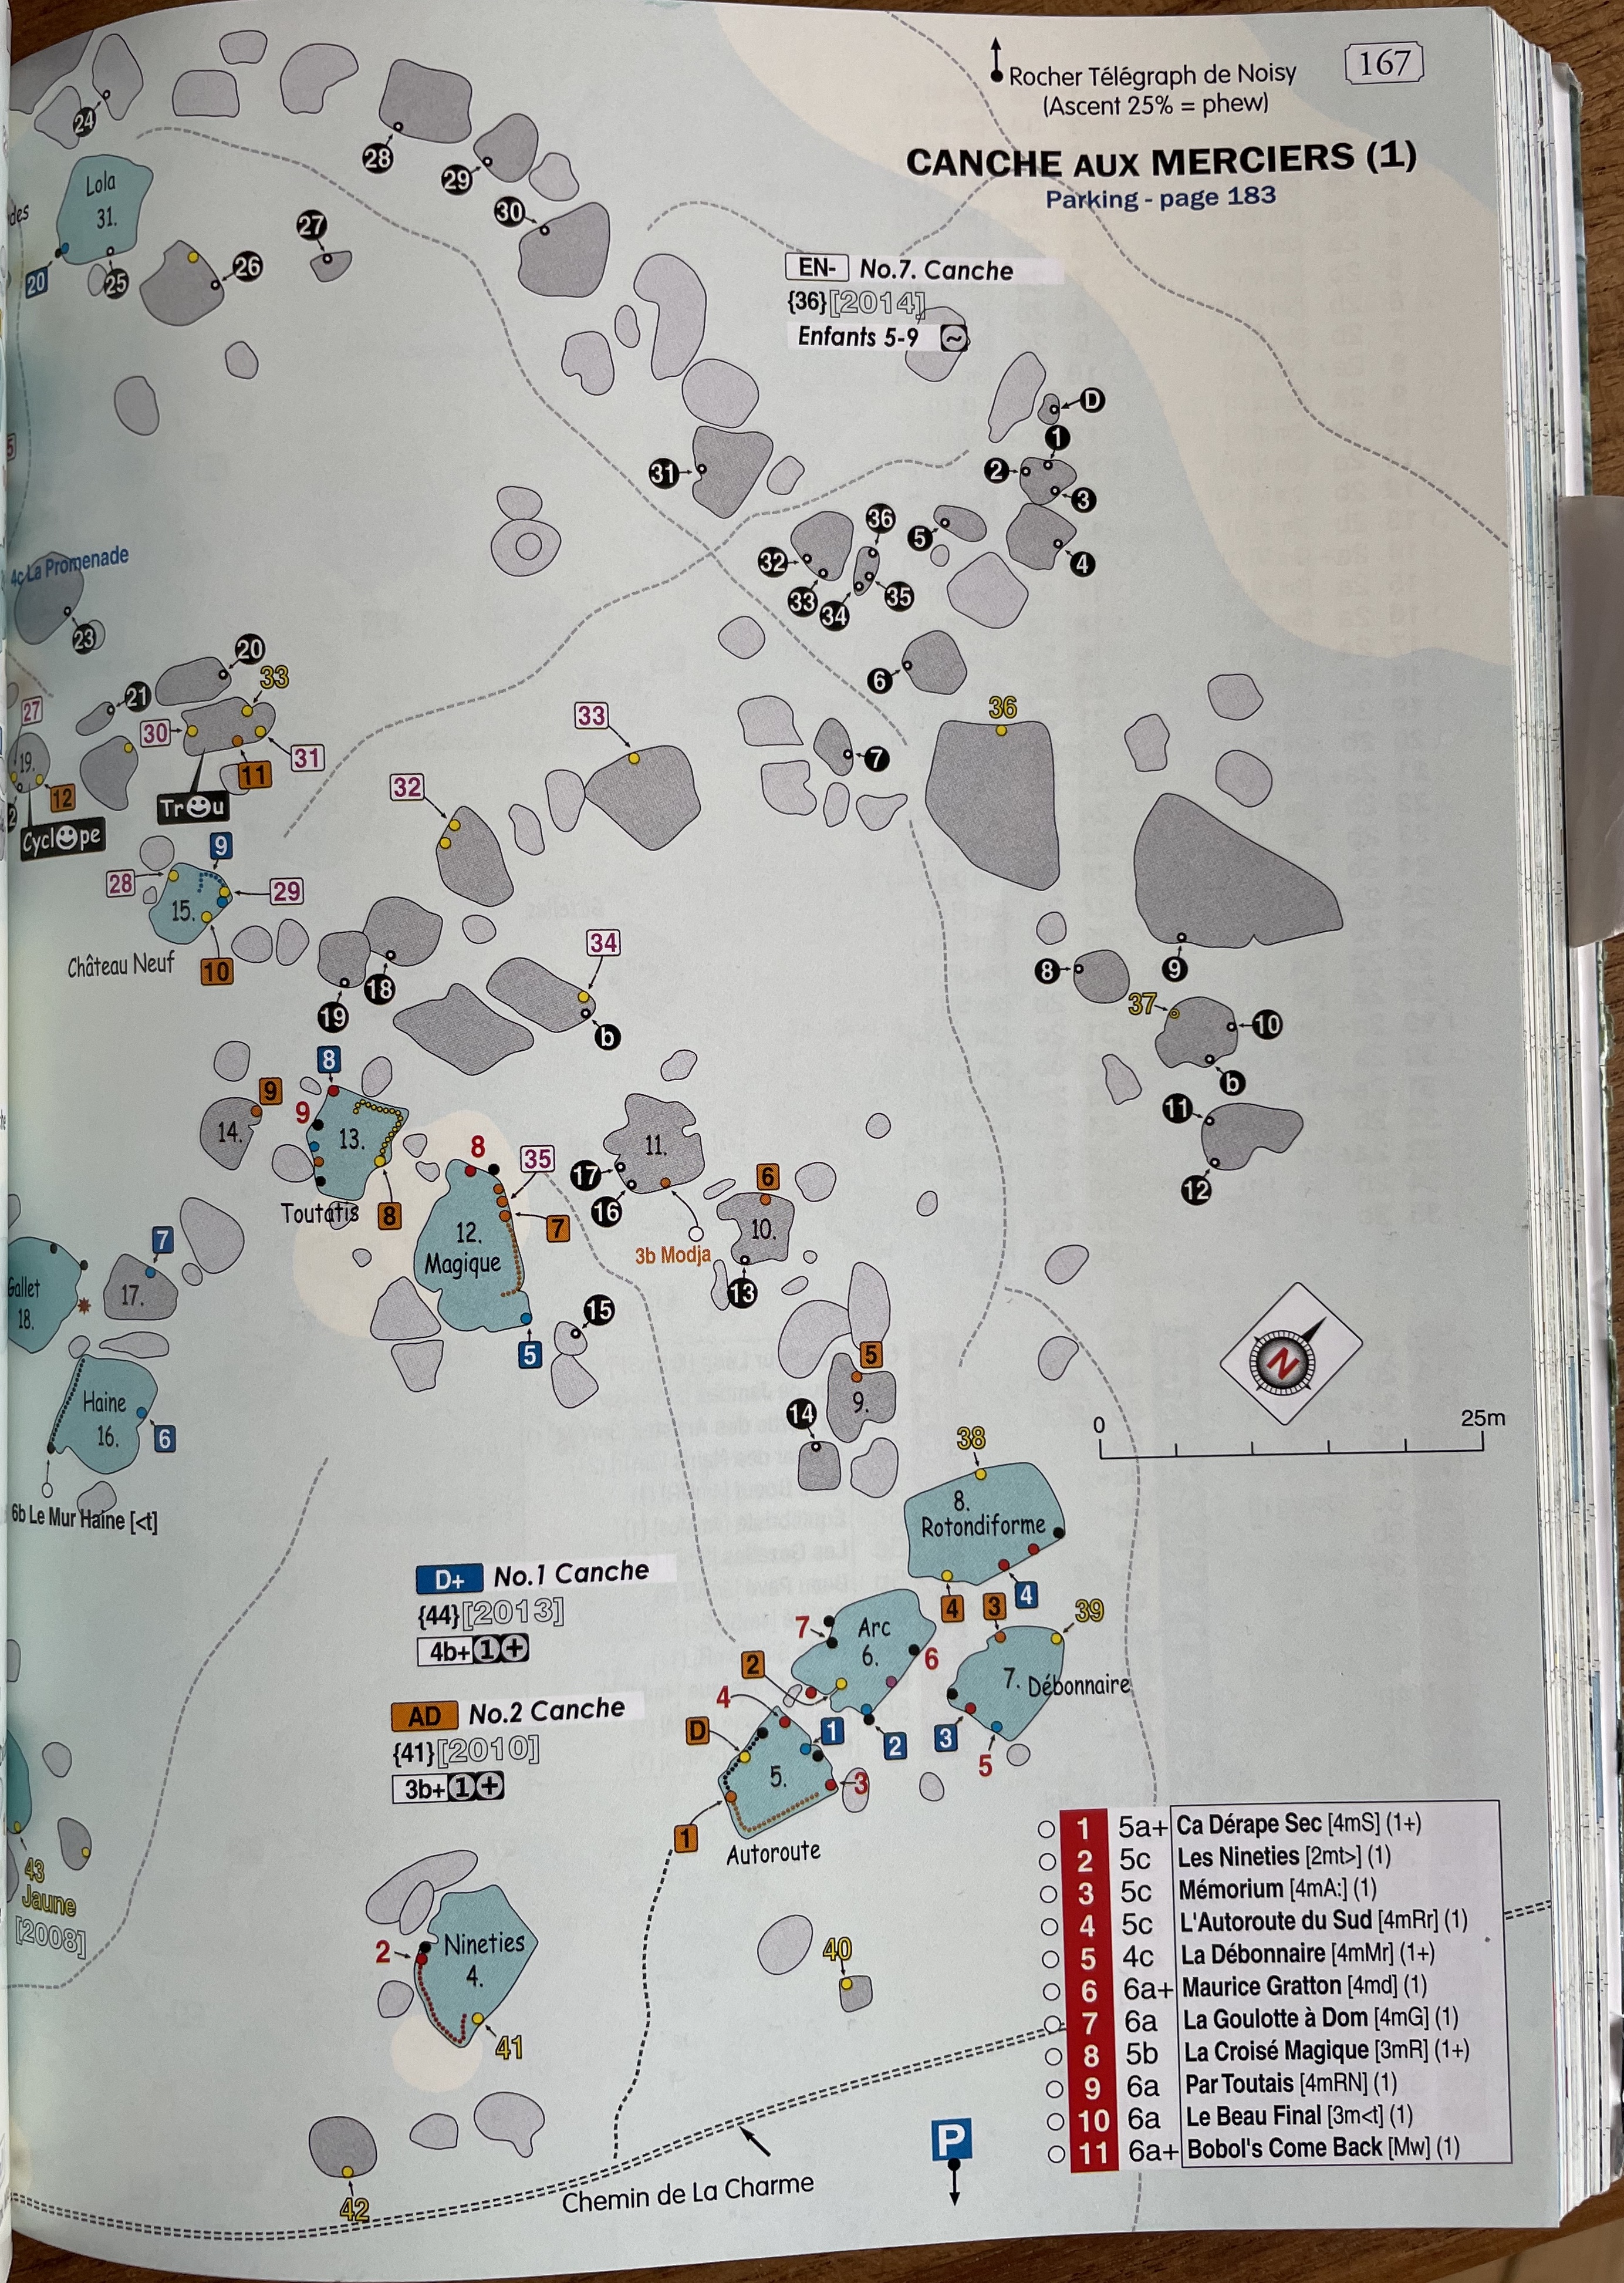 167
Rocher Télégraph de Noisy
(Ascent 25% = phew)
CANCHE AUX MERCIERS (1)
Parking - page 183
24
28
29
30
27
Lola
31.
des
20
25
26
EN- No.7. Canche
{36}[2014]
Enfants 5-9 ~
D
1
2
3
4
5
31
36
32
33
34
35
6
4c La Promenade
23
20
33
21
27
30
31
19.
11
12
Tr☻u
Cycl☻pe
33
36
7
32
9
28
29
15.
Château Neuf
10
18
19
34
b
8
9
37
10
b
11
12
8
9
9
13.
14.
Toutatis
8
8
35
12.
Magique
7
5
15
11.
17
16
3b Modja
6
10.
13
7
17.
Gallet
18.
Haine
16.
6
6b Le Mur Haine [<t]
5
9.
14
N
0
25m
38
8.
Rotondiforme
4
4
3
39
D+ No.1 Canche
{44}[2013]
4b+ 1 +
7
Arc
6.
6
2
7. Débonnaire
4
D
1
2
3
5
AD No.2 Canche
{41}[2010]
3b+ 1 +
5.
3
1
Autoroute
43
Jaune
[2008]
2
Nineties
4.
41
40
42
Chemin de La Charme
P
1 5a+ Ca Dérape Sec [4mS] (1+)
2 5c Les Nineties [2mt>] (1)
3 5c Mémorium [4mA:] (1)
4 5c L'Autoroute du Sud [4mRr] (1)
5 4c La Débonnaire [4mMr] (1+)
6 6a+ Maurice Gratton [4md] (1)
7 6a La Goulotte à Dom [4mG] (1)
8 5b La Croisé Magique [3mR] (1+)
9 6a Par Toutais [4mRN] (1)
10 6a Le Beau Final [3m<t] (1)
11 6a+ Bobol's Come Back [Mw] (1)